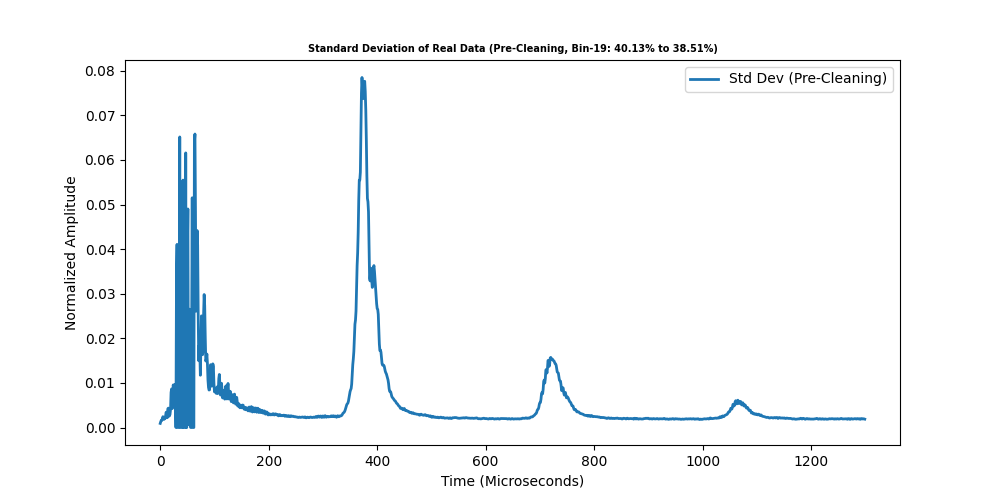 Standard Deviation of Real Data (Pre-Cleaning, Bin-19: 40.13% to 38.51%)
Std Dev (Pre-Cleaning)
Normalized Amplitude
0.08
0.07
0.06
0.05
0.04
0.03
0.02
0.01
0.00
0 200 400 600 800 1000 1200
Time (Microseconds)